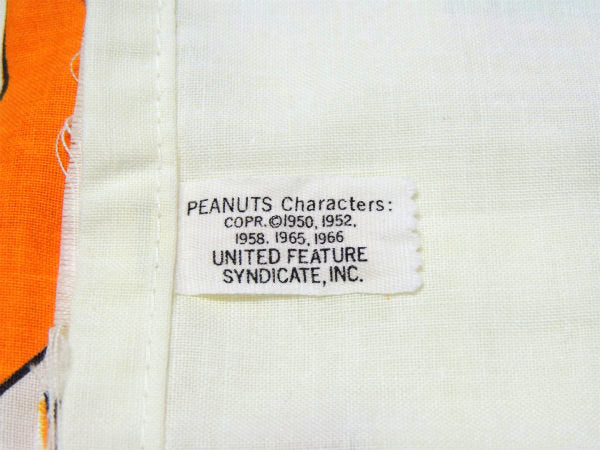 PEANUTS Characters:
COPR.©1950, 1952,
1958, 1965, 1966
UNITED FEATURE
SYNDICATE, INC.